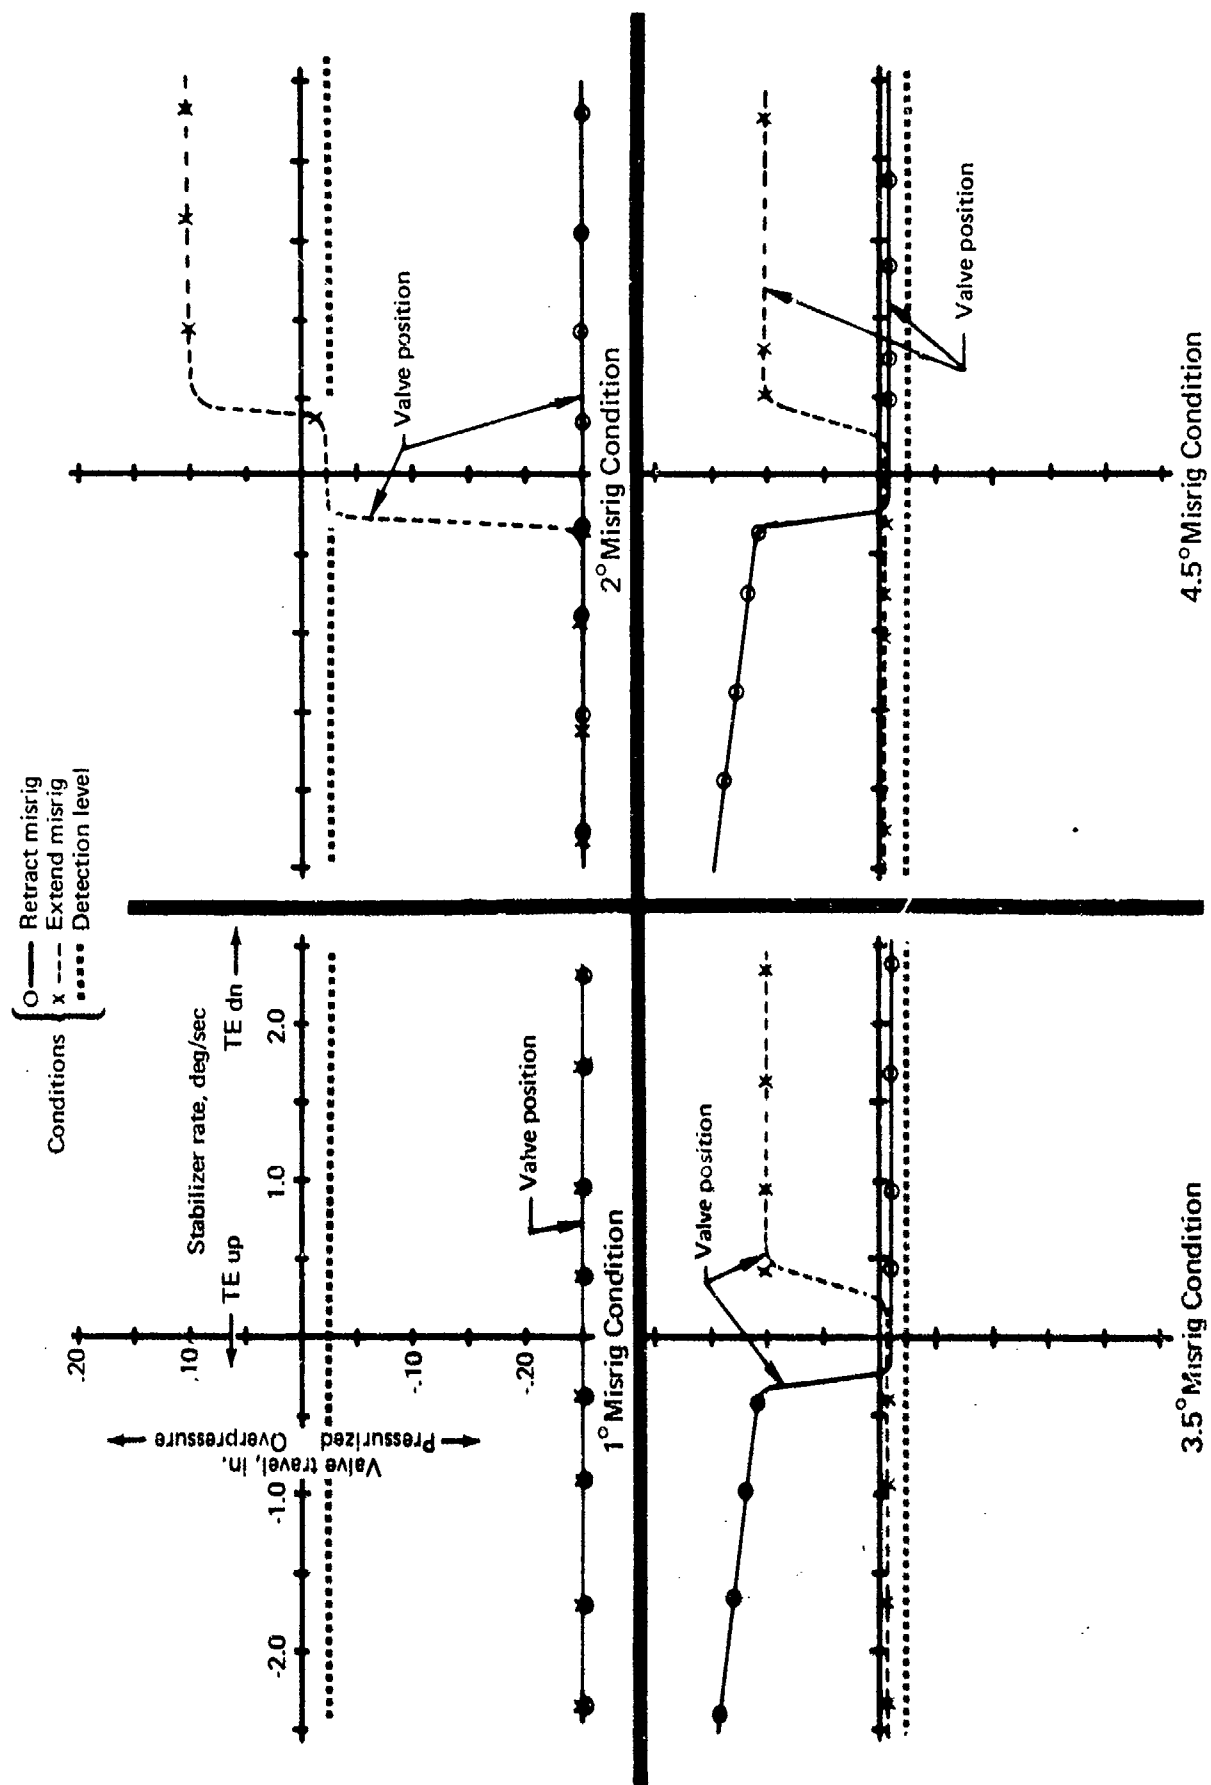 Conditions
O — Retract misrig
x --- Extend misrig
Detection level
Stabilizer rate, deg/sec
TE up
TE dn
-2.0
-1.0
1.0
2.0
.20
.10
-.10
-.20
Valve travel, in.
Overpressure
Pressurized
Valve position
1° Misrig Condition
Valve position
2° Misrig Condition
Valve position
3.5° Misrig Condition
Valve position
4.5° Misrig Condition